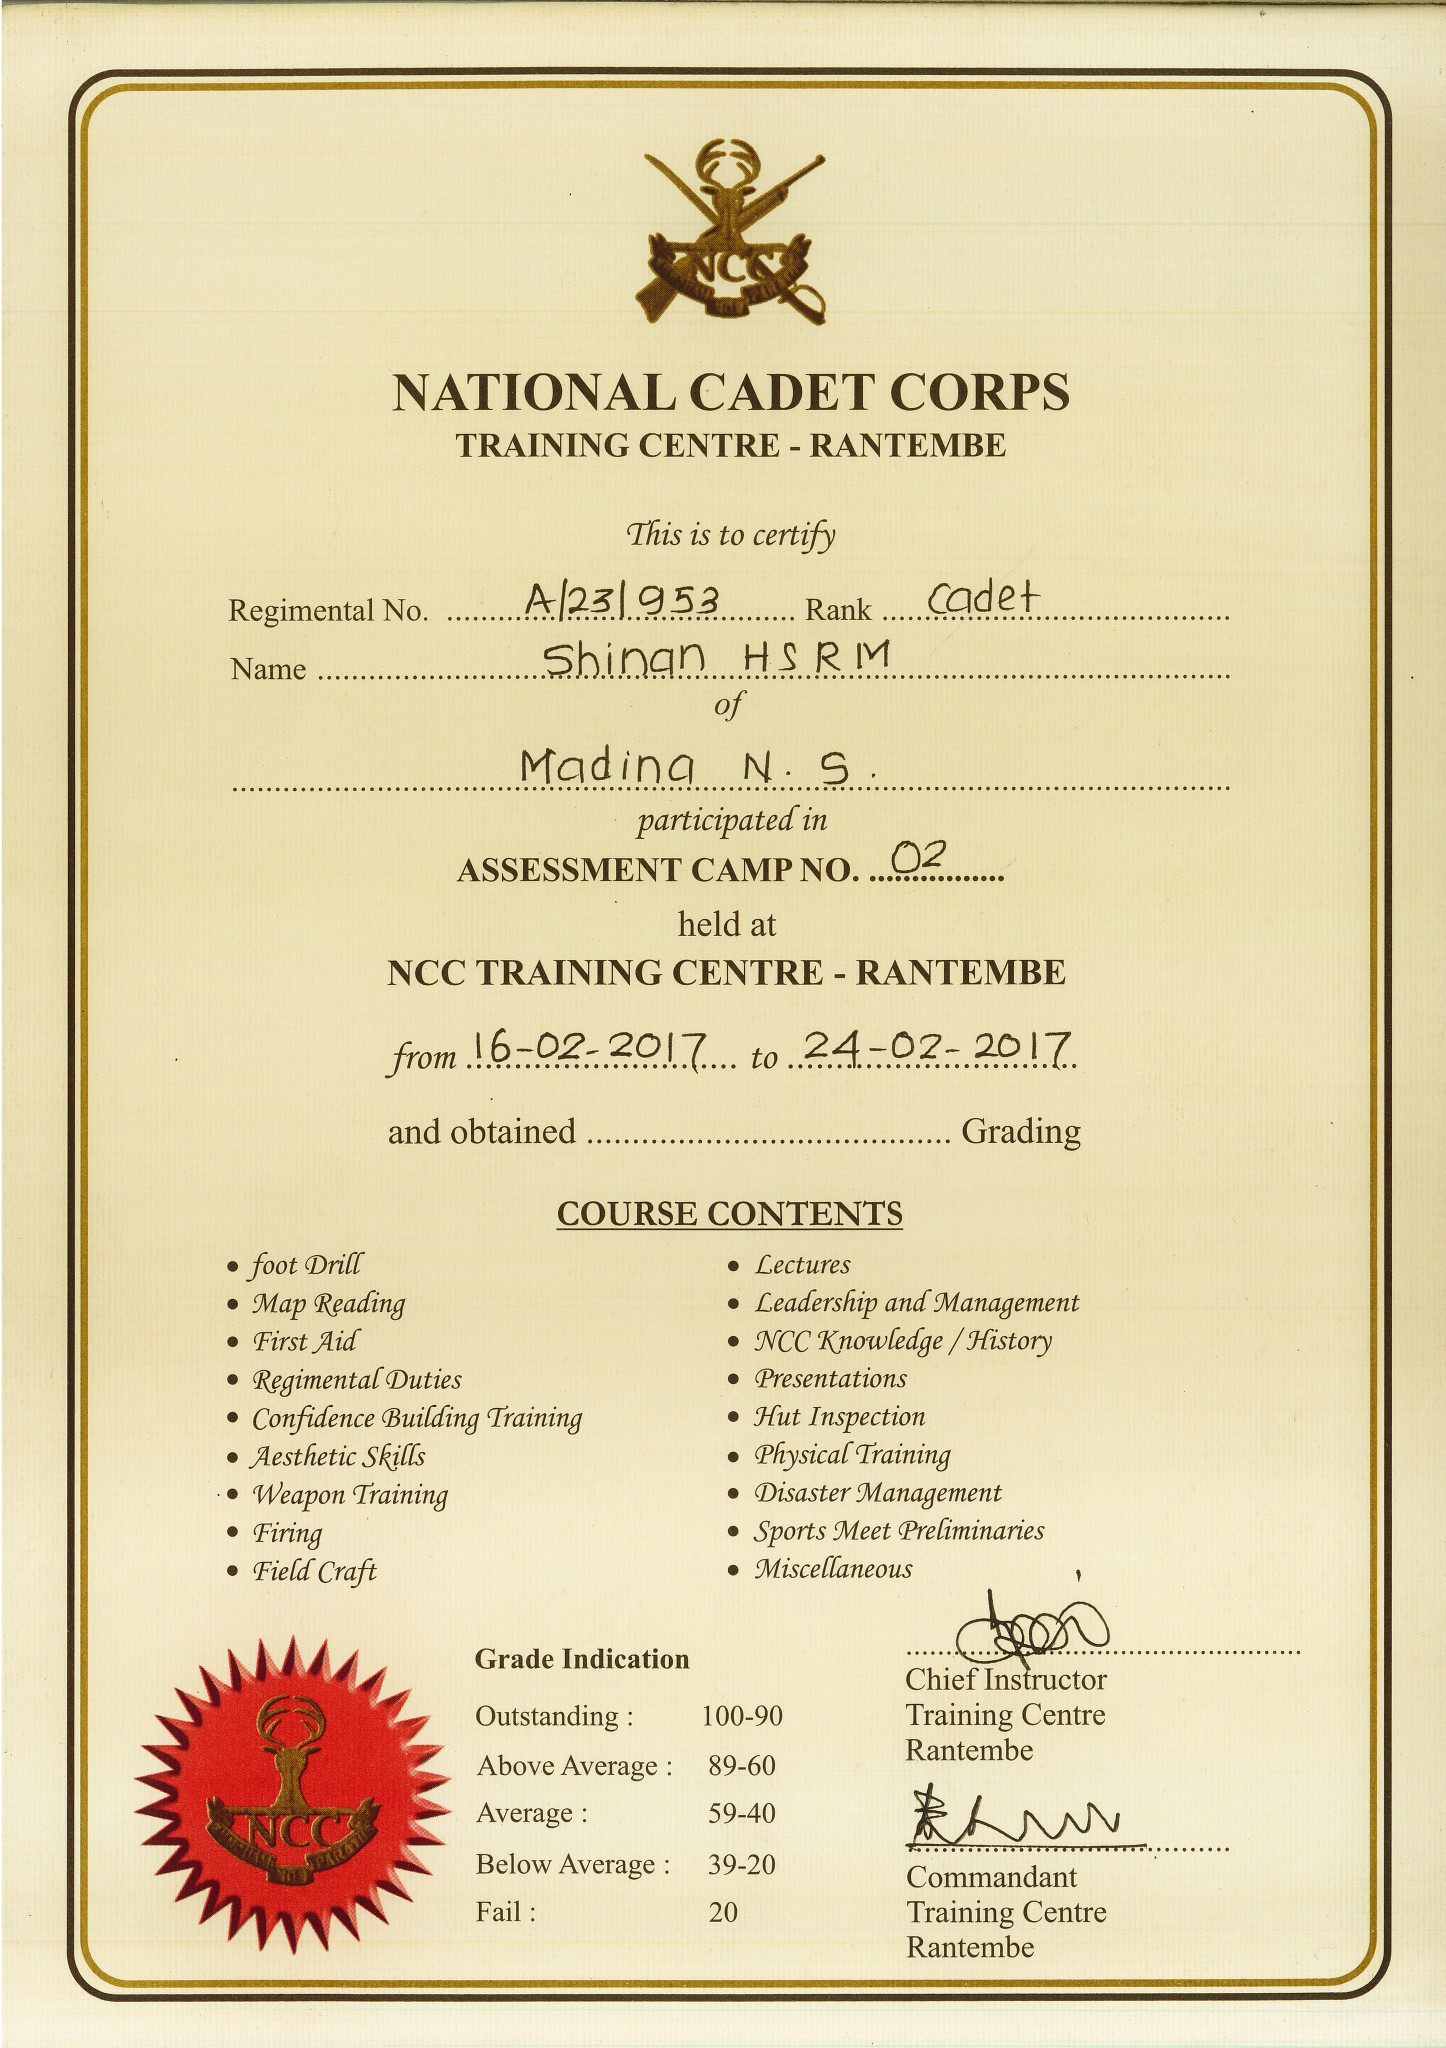 NCC
NATIONAL CADET CORPS
TRAINING CENTRE - RANTEMBE
This is to certify
Regimental No. A/23/953 Rank Cadet
Name Shinan H S R M
of
Madina N. S.
participated in
ASSESSMENT CAMP NO. 02
held at
NCC TRAINING CENTRE - RANTEMBE
from 16-02-2017 to 24-02-2017
and obtained .......................................... Grading
COURSE CONTENTS
• foot Drill
• Map Reading
• First Aid
• Regimental Duties
• Confidence Building Training
• Aesthetic Skills
• Weapon Training
• Firing
• Field Craft
• Lectures
• Leadership and Management
• NCC Knowledge / History
• Presentations
• Hut Inspection
• Physical Training
• Disaster Management
• Sports Meet Preliminaries
• Miscellaneous
NCC
Grade Indication
Outstanding : 100-90
Above Average : 89-60
Average : 59-40
Below Average : 39-20
Fail : 20
Chief Instructor
Training Centre
Rantembe
Commandant
Training Centre
Rantembe